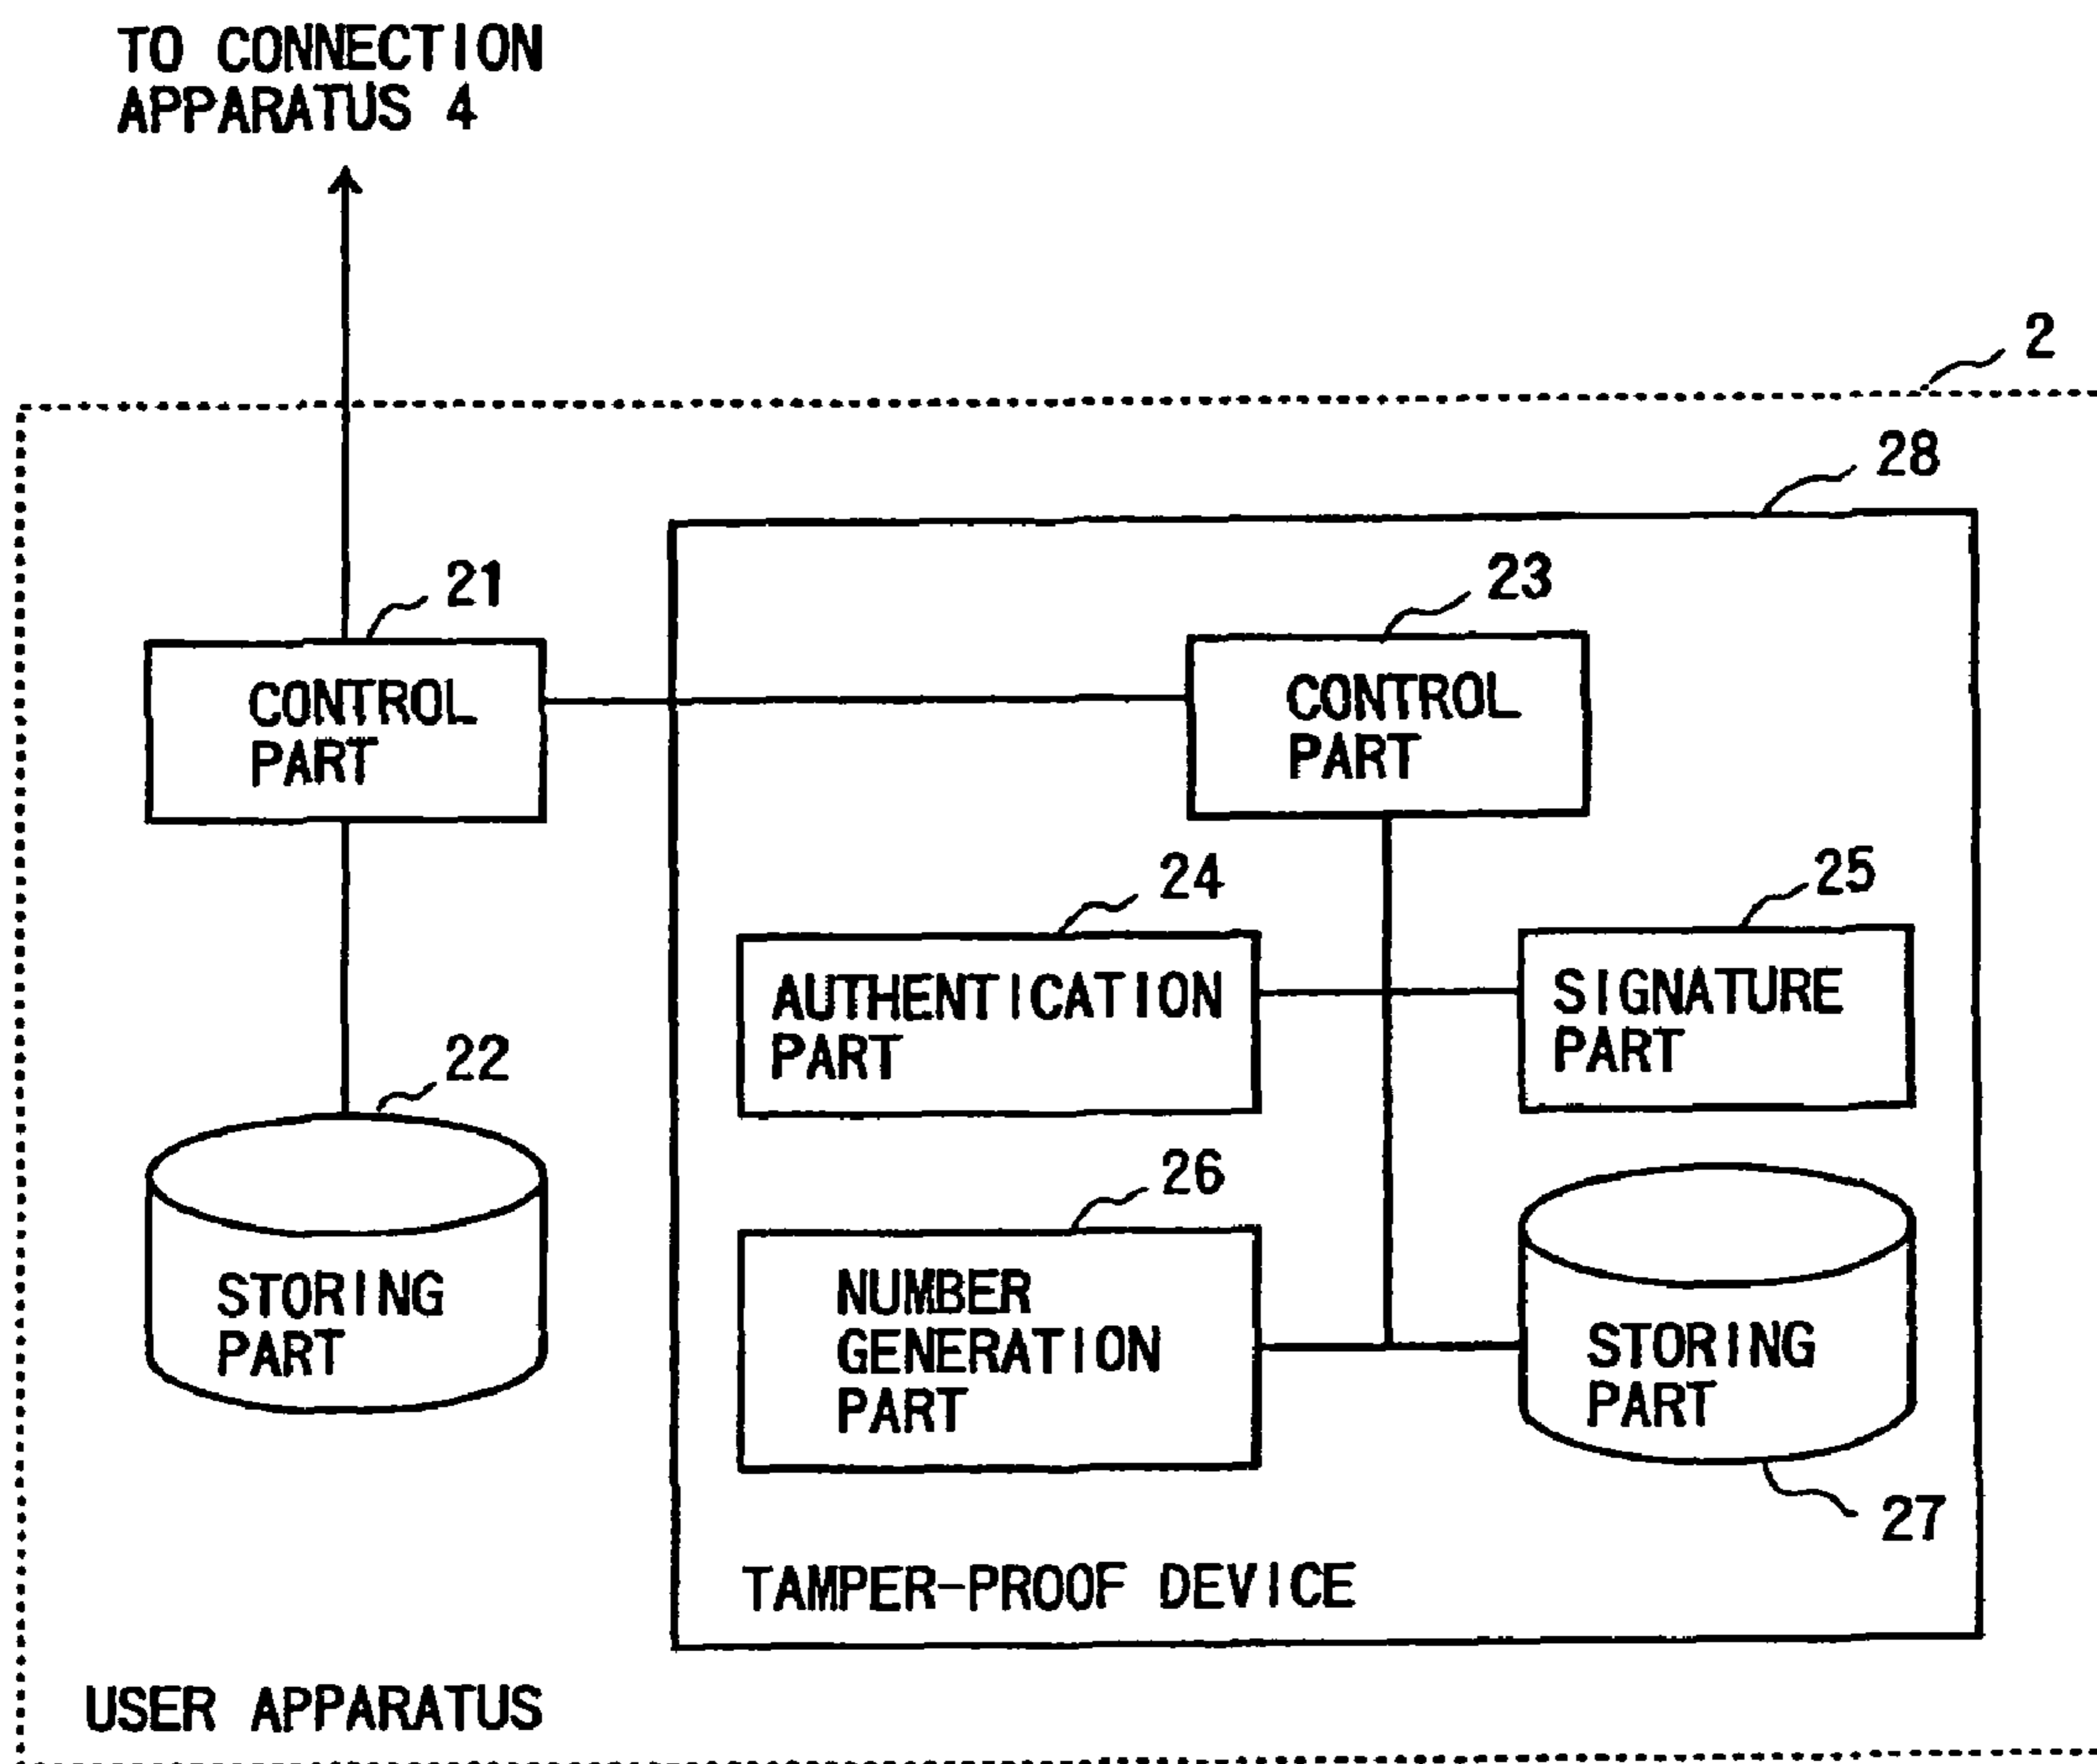 TO CONNECTION
APPARATUS 4
2
28
21
23
CONTROL
PART
CONTROL
PART
24
25
AUTHENTICATION
PART
SIGNATURE
PART
22
26
STORING
PART
NUMBER
GENERATION
PART
STORING
PART
27
TAMPER-PROOF DEVICE
USER APPARATUS